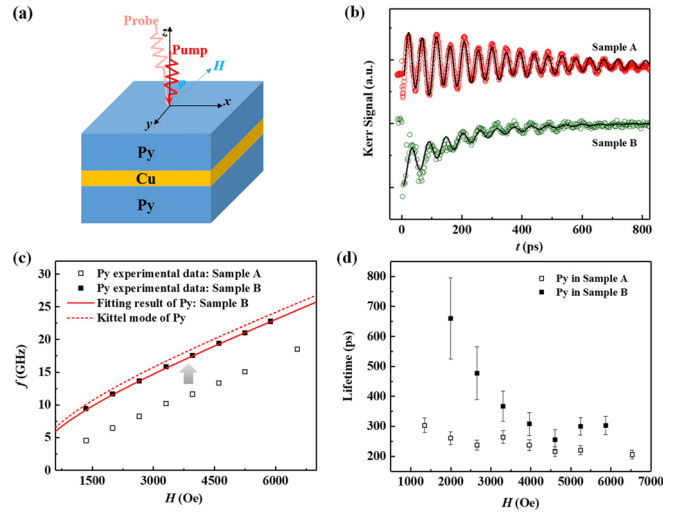 (a)
Probe
z
Pump
H
φ
x
y
Py
Cu
Py
(b)
Kerr Signal (a.u.)
Sample A
Sample B
0 200 400 600 800
t (ps)
(c)
f (GHz)
30
25
20
15
10
5
0
Py experimental data: Sample A
Py experimental data: Sample B
Fitting result of Py: Sample B
Kittel mode of Py
1500 3000 4500 6000
H (Oe)
(d)
Lifetime (ps)
800
700
600
500
400
300
200
Py in Sample A
Py in Sample B
1000 2000 3000 4000 5000 6000 7000
H (Oe)